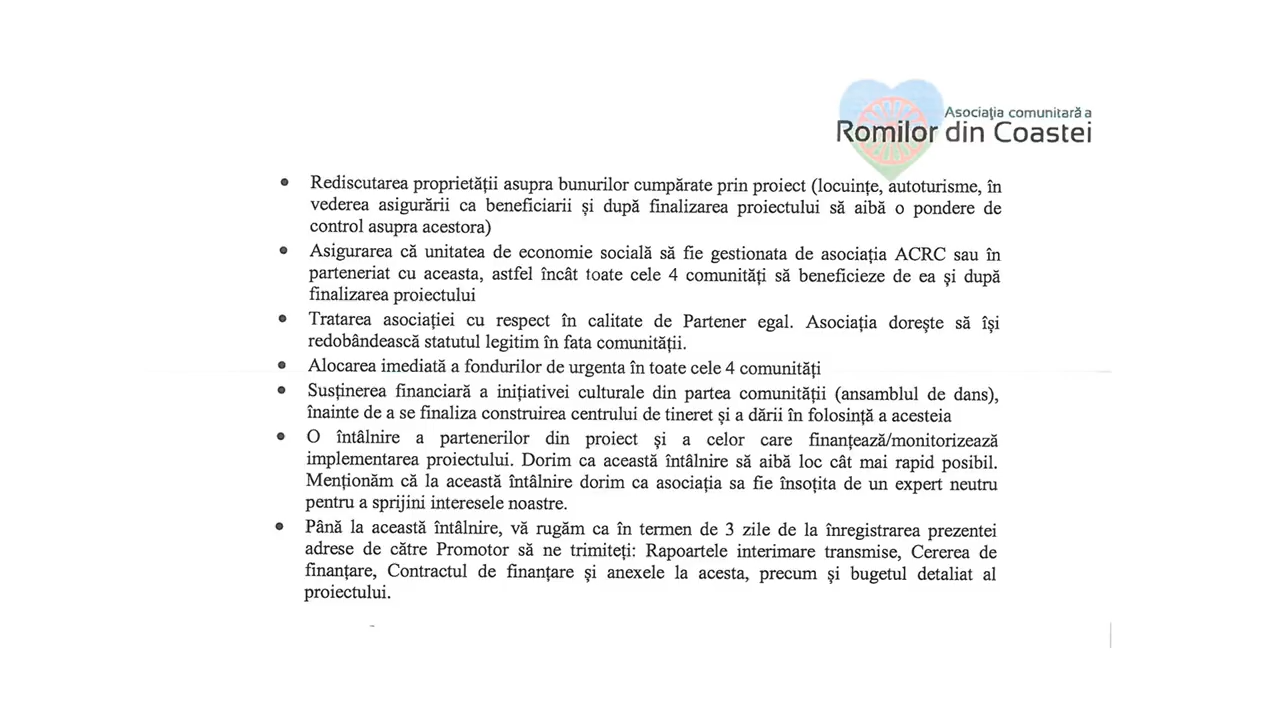 Asociația comunitară a
Romilor din Coastei
• Rediscutarea proprietății asupra bunurilor cumpărate prin proiect (locuințe, autoturisme, în
vederea asigurării ca beneficiarii și după finalizarea proiectului să aibă o pondere de
control asupra acestora)
• Asigurarea că unitatea de economie socială să fie gestionata de asociația ACRC sau în
parteneriat cu aceasta, astfel încât toate cele 4 comunități să beneficieze de ea și după
finalizarea proiectului
• Tratarea asociației cu respect în calitate de Partener egal. Asociația dorește să își
redobândească statutul legitim în fata comunității.
• Alocarea imediată a fondurilor de urgenta în toate cele 4 comunități
• Susținerea financiară a inițiativei culturale din partea comunității (ansamblul de dans),
înainte de a se finaliza construirea centrului de tineret și a dării în folosință a acesteia
• O întâlnire a partenerilor din proiect și a celor care finanțează/monitorizează
implementarea proiectului. Dorim ca această întâlnire să aibă loc cât mai rapid posibil.
Menționăm că la această întâlnire dorim ca asociația sa fie însoțita de un expert neutru
pentru a sprijini interesele noastre.
• Până la această întâlnire, vă rugăm ca în termen de 3 zile de la înregistrarea prezentei
adrese de către Promotor să ne trimiteți: Rapoartele interimare transmise, Cererea de
finanțare, Contractul de finanțare și anexele la acesta, precum și bugetul detaliat al
proiectului.